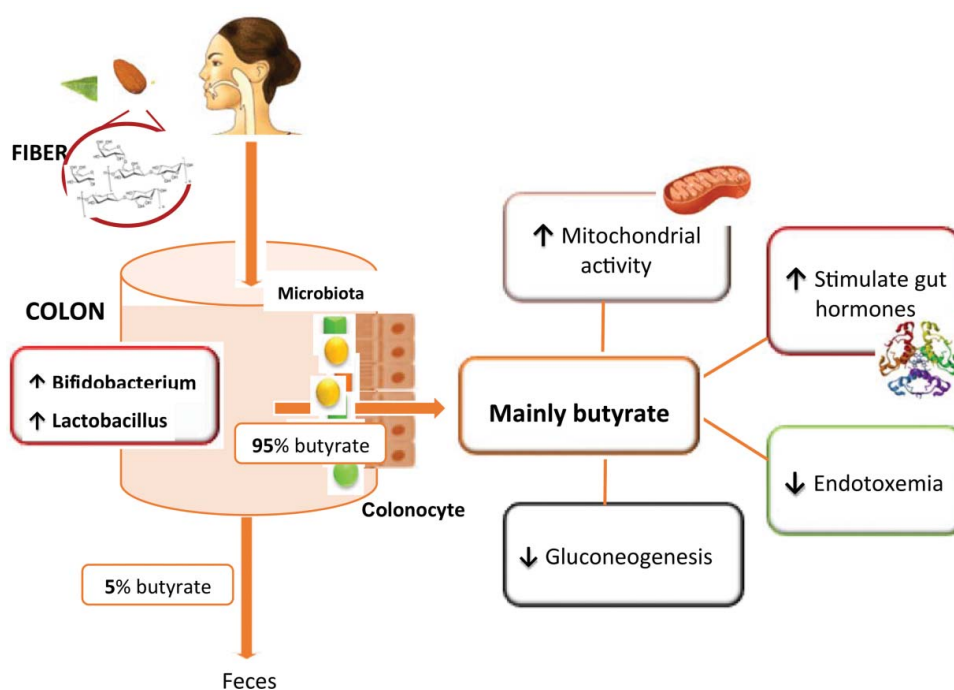 FIBER
COLON
Microbiota
↑ Bifidobacterium
↑ Lactobacillus
95% butyrate
Colonocyte
5% butyrate
Feces
Mainly butyrate
↑ Mitochondrial
activity
↑ Stimulate gut
hormones
↓ Endotoxemia
↓ Gluconeogenesis